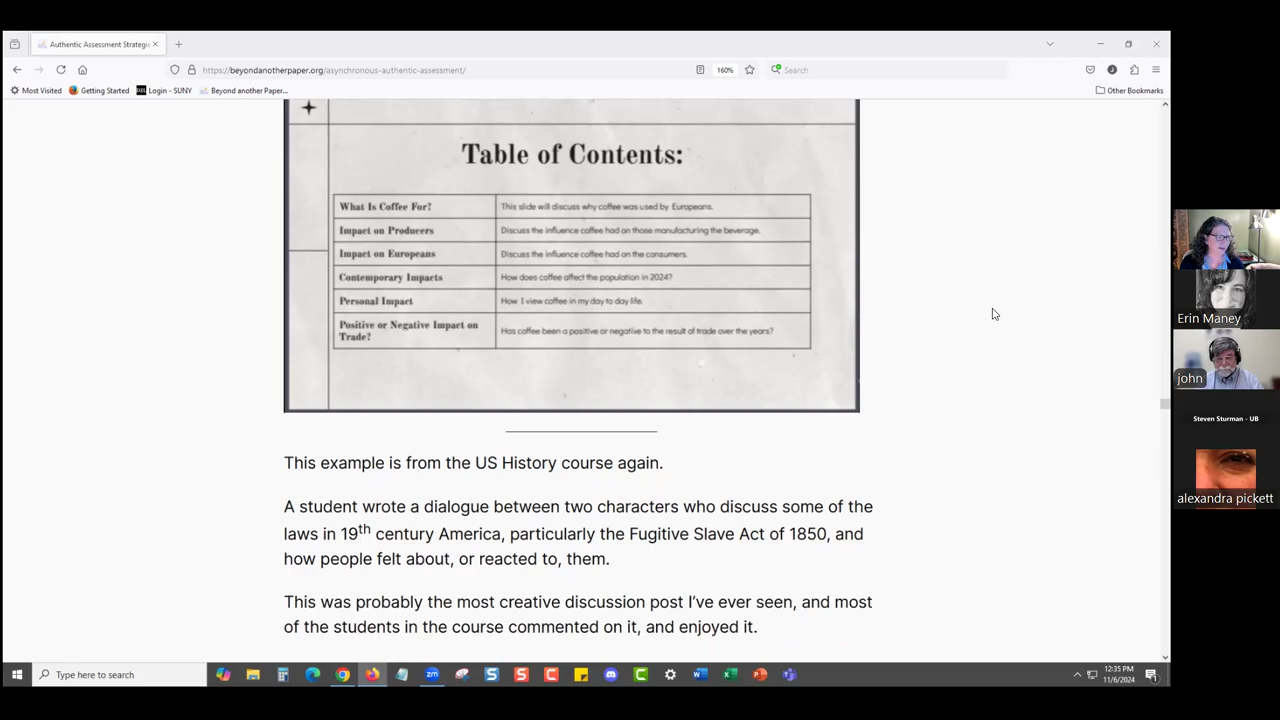 Authentic Assessment Strategie
https://beyondanotherpaper.org/asynchronous-authentic-assessment/
160%
Search
Most Visited
Getting Started
Login - SUNY
Beyond another Paper...
Other Bookmarks
Table of Contents:
What Is Coffee For? This slide will discuss why coffee was used by Europeans.
Impact on Producers Discuss the influence coffee had on those manufacturing the beverage.
Impact on Europeans Discuss the influence coffee had on the consumers.
Contemporary Impacts How does coffee affect the population in 2024?
Personal Impact How I view coffee in my day to day life.
Positive or Negative Impact on
Trade? Has coffee been a positive or negative to the result of trade over the years?
This example is from the US History course again.
A student wrote a dialogue between two characters who discuss some of the
laws in 19th century America, particularly the Fugitive Slave Act of 1850, and
how people felt about, or reacted to, them.
This was probably the most creative discussion post I've ever seen, and most
of the students in the course commented on it, and enjoyed it.
Erin Maney
john
Steven Sturman - UB
alexandra pickett
Type here to search
12:35 PM
11/6/2024